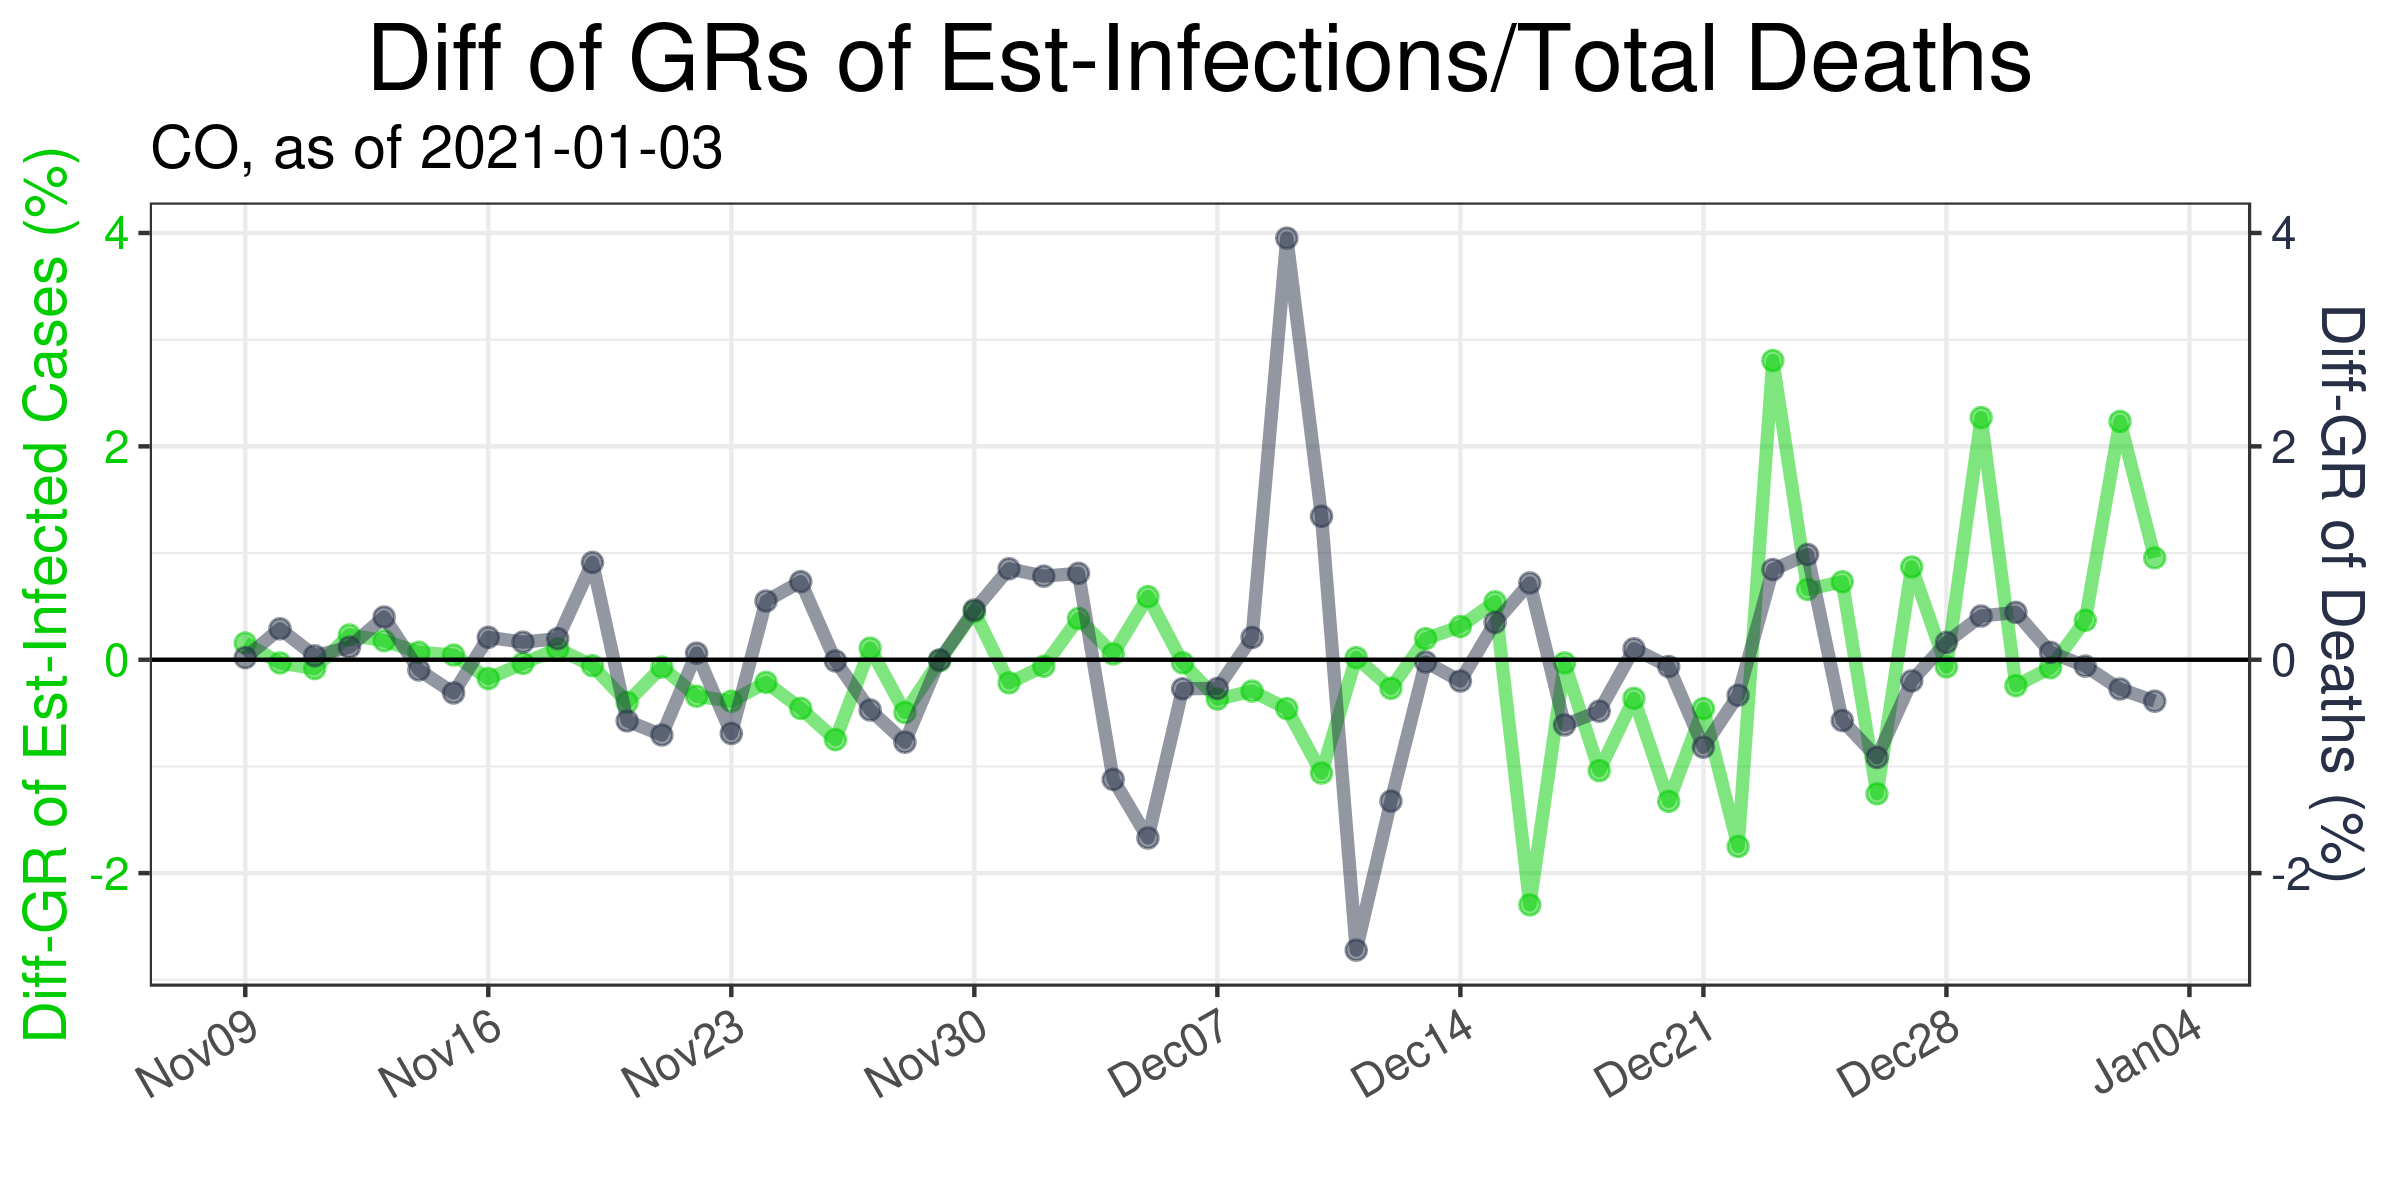 Diff of GRs of Est-Infections/Total Deaths
CO, as of 2021-01-03
Diff-GR of Est-Infected Cases (%)
4
2
0
-2
4
2
0
-2
Diff-GR of Deaths (%)
Nov09
Nov16
Nov23
Nov30
Dec07
Dec14
Dec21
Dec28
Jan04